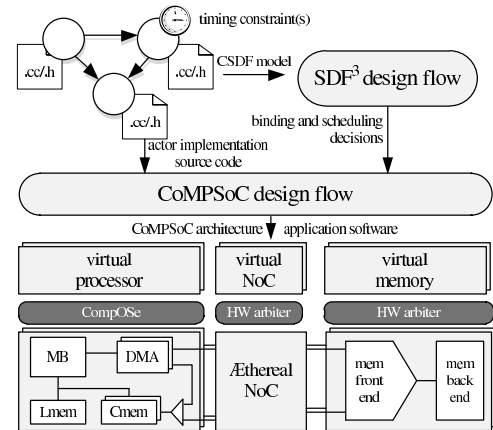 timing constraint(s)
.cc/.h
.cc/.h
CSDF model
SDF³ design flow
.cc/.h
binding and scheduling
decisions
actor implementation
source code
CoMPSoC design flow
CoMPSoC architecture
application software
virtual
processor
virtual
NoC
virtual
memory
CompOSe
HW arbiter
HW arbiter
MB
DMA
Æthereal
NoC
mem
front
end
mem
back
end
Lmem
Cmem